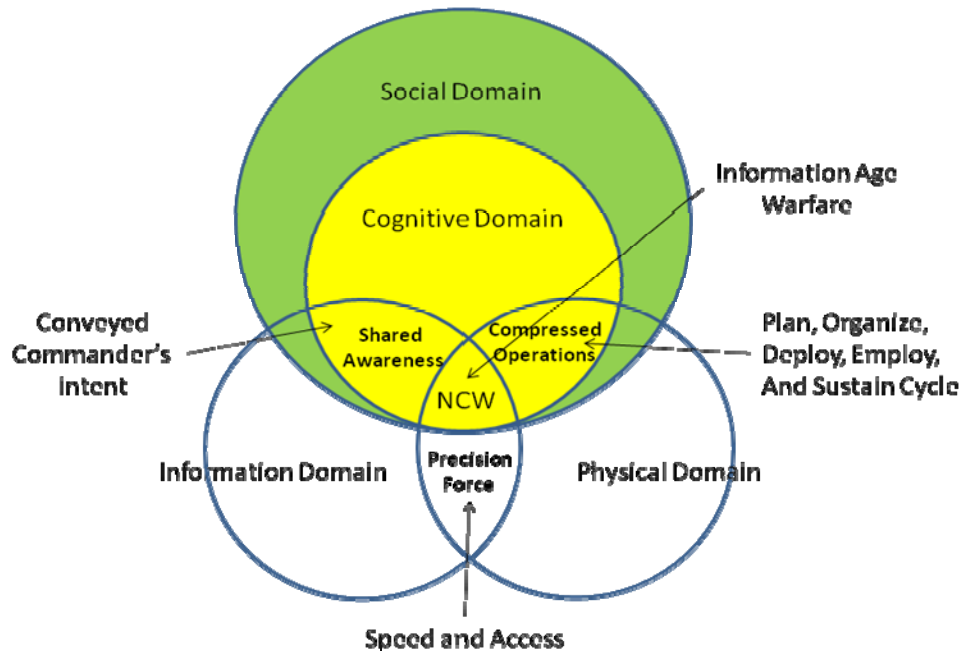 Social Domain
Information Age
Warfare
Cognitive Domain
Conveyed
Commander's
Intent
Shared
Awareness
Compressed
Operations
Plan, Organize,
Deploy, Employ,
And Sustain Cycle
NCW
Information Domain
Precision
Force
Physical Domain
Speed and Access